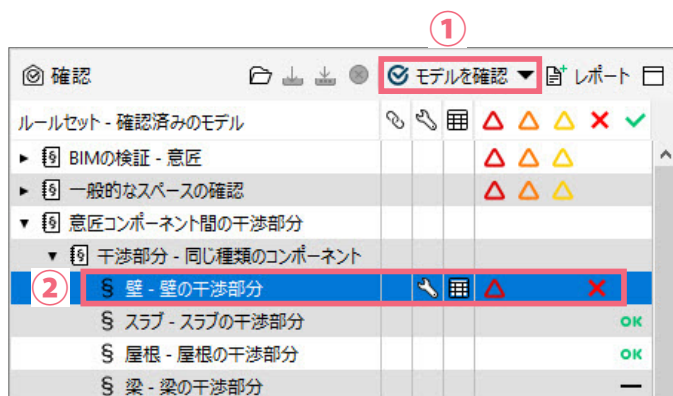 ①
確認 モデルを確認 ▼ レポート
ルールセット - 確認済みのモデル
§ BIMの検証 - 意匠
§ 一般的なスペースの確認
§ 意匠コンポーネント間の干渉部分
§ 干渉部分 - 同じ種類のコンポーネント
② § 壁 - 壁の干渉部分
§ スラブ - スラブの干渉部分 OK
§ 屋根 - 屋根の干渉部分 OK
§ 梁 - 梁の干渉部分 —